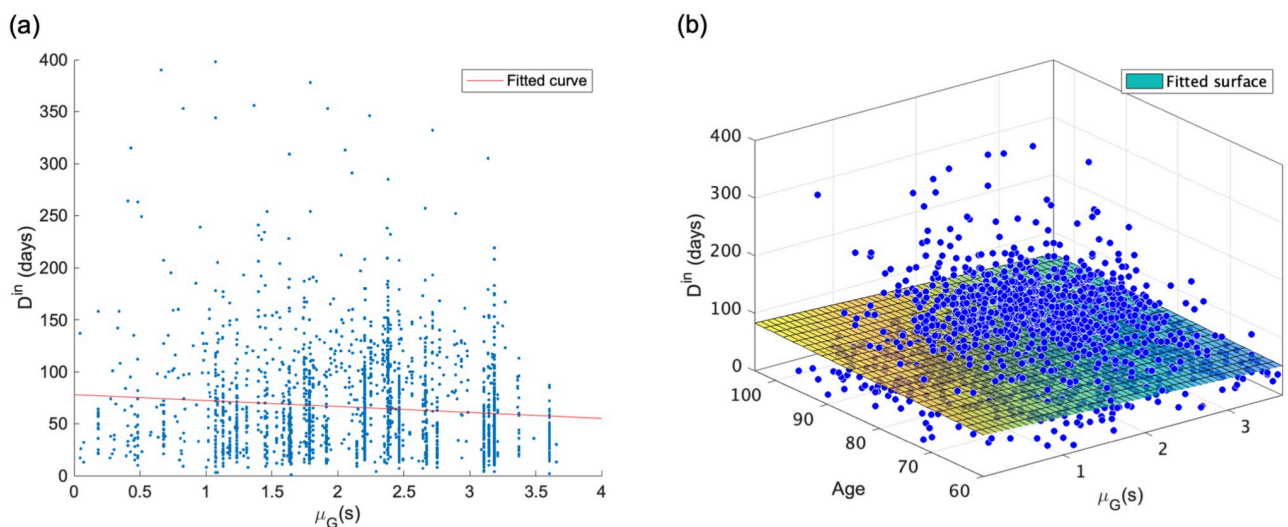 (a)
400
350
300
250
200
150
100
50
0
D^in (days)
Fitted curve
0 0.5 1 1.5 2 2.5 3 3.5 4
μ_G(s)
(b)
Fitted surface
400
300
200
100
0
D^in (days)
100
90
80
70
60
Age
1
2
3
μ_G(s)